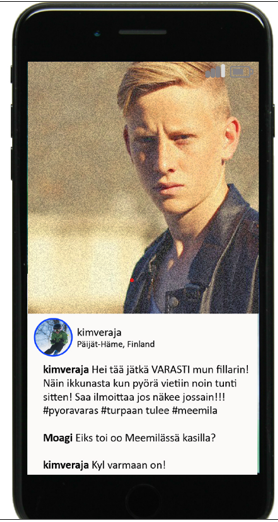 kimveraja
Päijät-Häme, Finland
kimveraja Hei tää jätkä VARASTI mun fillarin!
Näin ikkunasta kun pyörä vietiin noin tunti
sitten! Saa ilmoittaa jos näkee jossain!!!
#pyoravaras #turpaan tulee #meemila
Moagi Eiks toi oo Meemilässä kasilla?
kimveraja Kyl varmaan on!